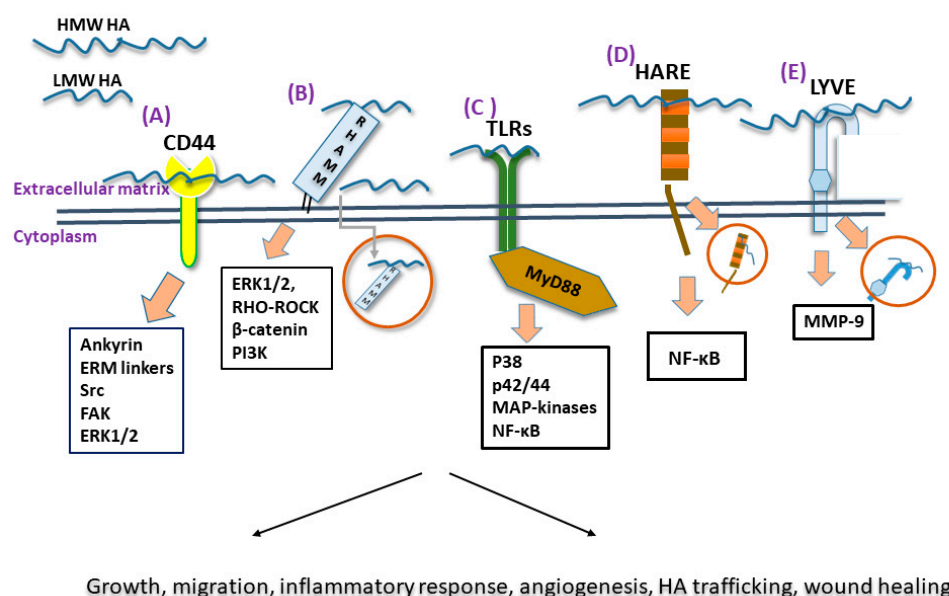 HMW HA
LMW HA
(A)
CD44
(B)
RHAMM
(C)
TLRs
(D)
HARE
(E)
LYVE
Extracellular matrix
Cytoplasm
RHAMM
MyD88
Ankyrin
ERM linkers
Src
FAK
ERK1/2
ERK1/2,
RHO-ROCK
β-catenin
PI3K
P38
p42/44
MAP-kinases
NF-κB
NF-κB
MMP-9
Growth, migration, inflammatory response, angiogenesis, HA trafficking, wound healing